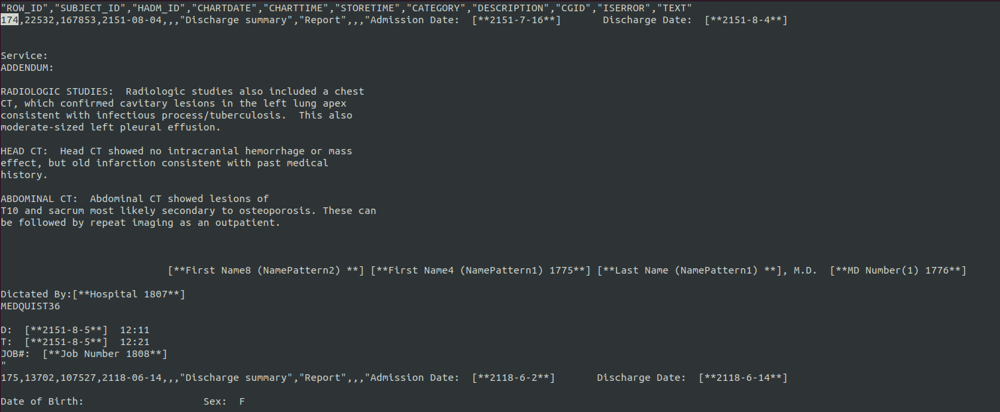 "ROW_ID","SUBJECT_ID","HADM_ID","CHARTDATE","CHARTTIME","STORETIME","CATEGORY","DESCRIPTION","CGID","ISERROR","TEXT"
174,22532,167853,2151-08-04,,,"Discharge summary","Report",,,"Admission Date:  [**2151-7-16**]       Discharge Date:  [**2151-8-4**]
Service:
ADDENDUM:
RADIOLOGIC STUDIES:  Radiologic studies also included a chest
CT, which confirmed cavitary lesions in the left lung apex
consistent with infectious process/tuberculosis.  This also
moderate-sized left pleural effusion.
HEAD CT:  Head CT showed no intracranial hemorrhage or mass
effect, but old infarction consistent with past medical
history.
ABDOMINAL CT:  Abdominal CT showed lesions of
T10 and sacrum most likely secondary to osteoporosis. These can
be followed by repeat imaging as an outpatient.
[**First Name8 (NamePattern2) **] [**First Name4 (NamePattern1) 1775**] [**Last Name (NamePattern1) **], M.D.  [**MD Number(1) 1776**]
Dictated By:[**Hospital 1807**]
MEDQUIST36
D:  [**2151-8-5**]  12:11
T:  [**2151-8-5**]  12:21
JOB#:  [**Job Number 1808**]
"
175,13702,107527,2118-06-14,,,"Discharge summary","Report",,,"Admission Date:  [**2118-6-2**]       Discharge Date:  [**2118-6-14**]
Date of Birth:                    Sex:  F